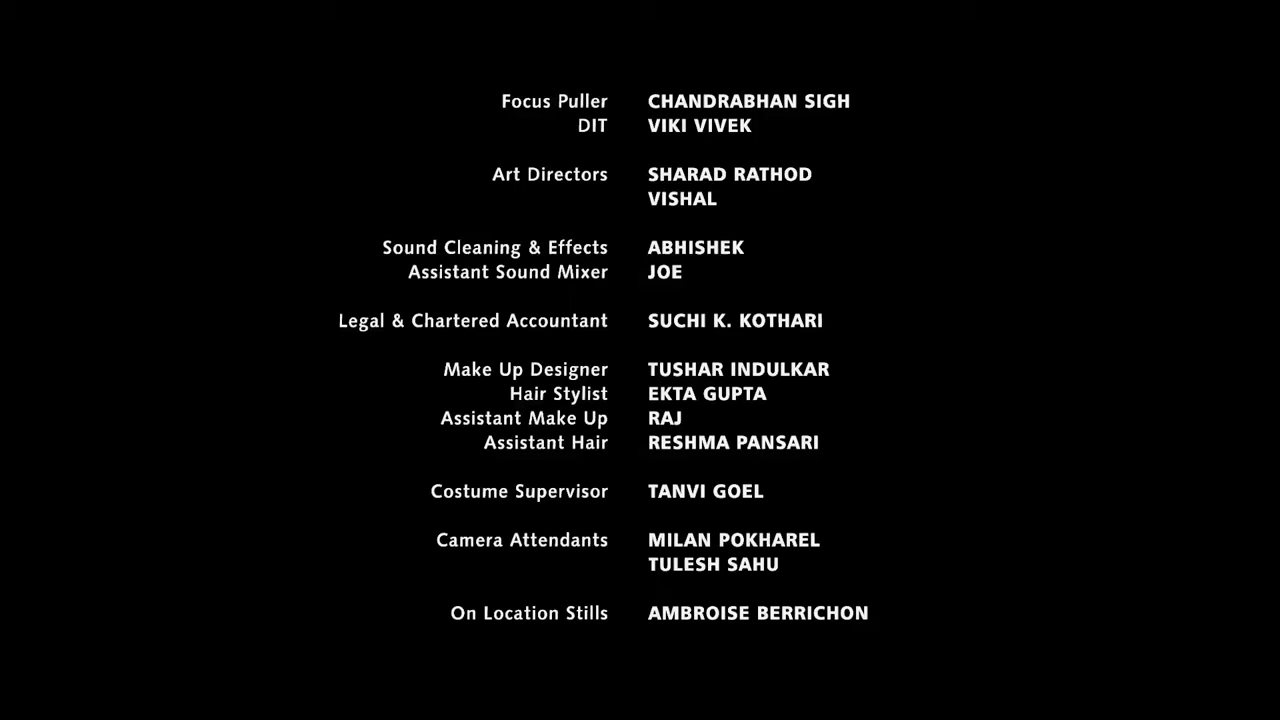 Focus Puller CHANDRABHAN SIGH
DIT VIKI VIVEK
Art Directors SHARAD RATHOD
VISHAL
Sound Cleaning & Effects ABHISHEK
Assistant Sound Mixer JOE
Legal & Chartered Accountant SUCHI K. KOTHARI
Make Up Designer TUSHAR INDULKAR
Hair Stylist EKTA GUPTA
Assistant Make Up RAJ
Assistant Hair RESHMA PANSARI
Costume Supervisor TANVI GOEL
Camera Attendants MILAN POKHAREL
TULESH SAHU
On Location Stills AMBROISE BERRICHON